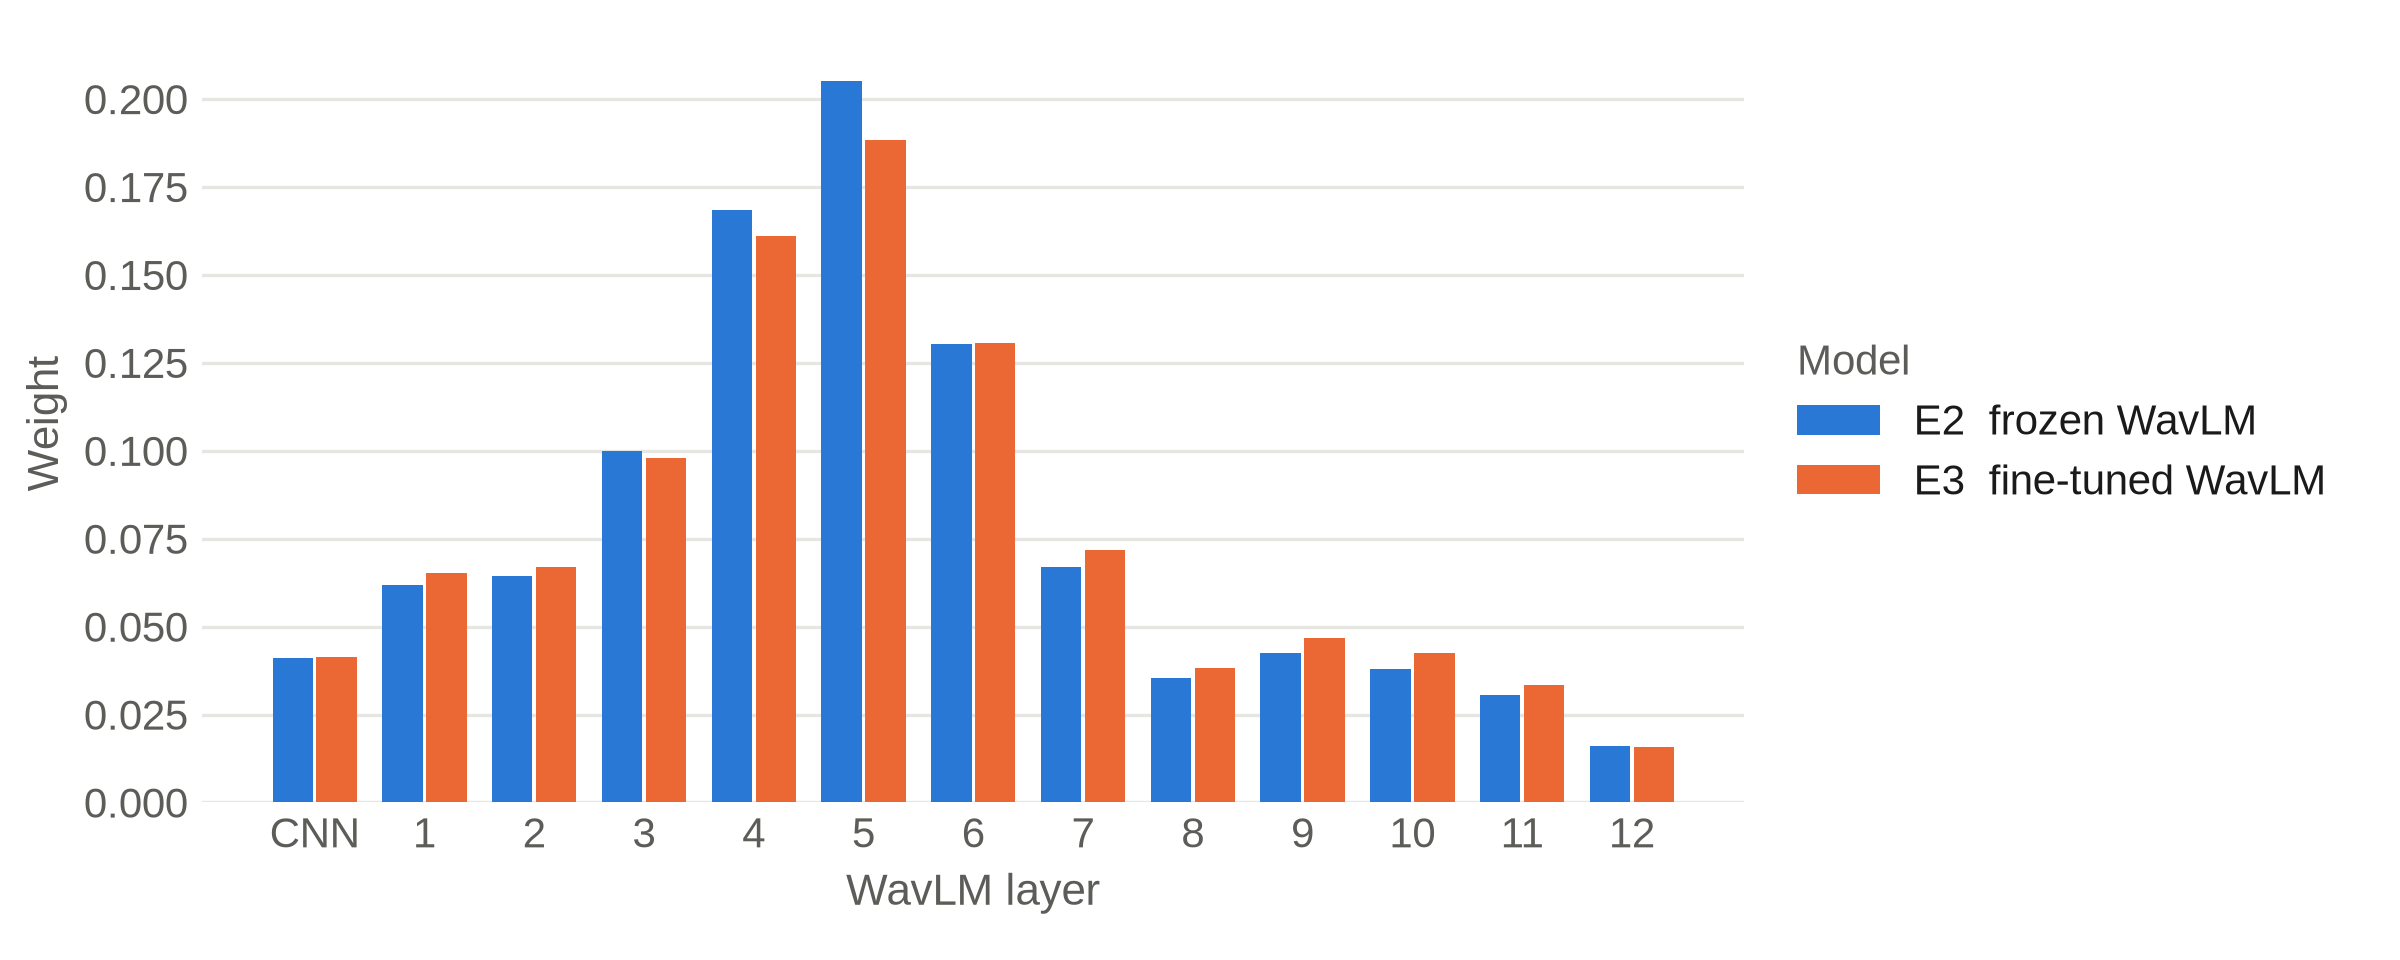 0.200
0.175
0.150
0.125
0.100
0.075
0.050
0.025
0.000
Weight
CNN 1 2 3 4 5 6 7 8 9 10 11 12
WavLM layer
Model
E2 frozen WavLM
E3 fine-tuned WavLM